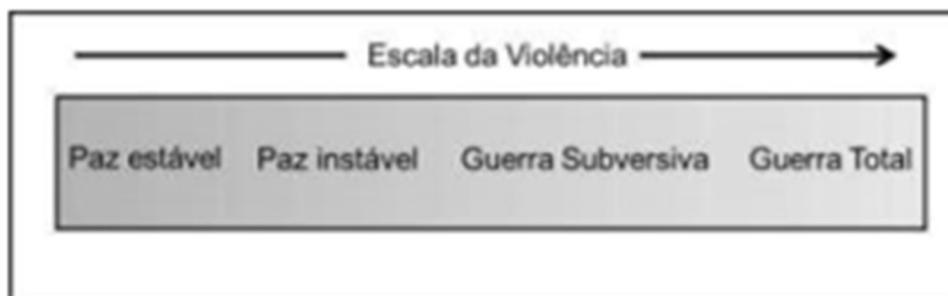 Escala da Violência
Paz estável Paz instável Guerra Subversiva Guerra Total